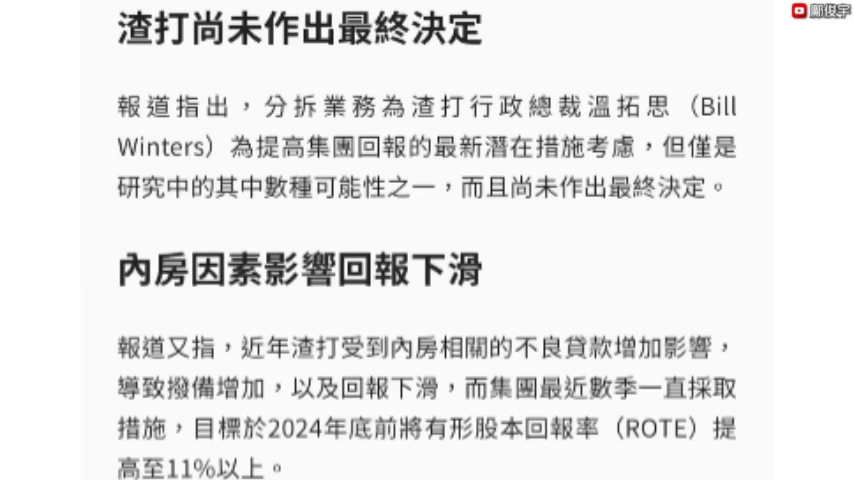 鄺俊宇
渣打尚未作出最終決定
報道指出，分拆業務為渣打行政總裁溫拓思（Bill
Winters）為提高集團回報的最新潛在措施考慮，但僅是
研究中的其中數種可能性之一，而且尚未作出最終決定。
內房因素影響回報下滑
報道又指，近年渣打受到內房相關的不良貸款增加影響，
導致撥備增加，以及回報下滑，而集團最近數季一直採取
措施，目標於2024年底前將有形股本回報率（ROTE）提
高至11%以上。